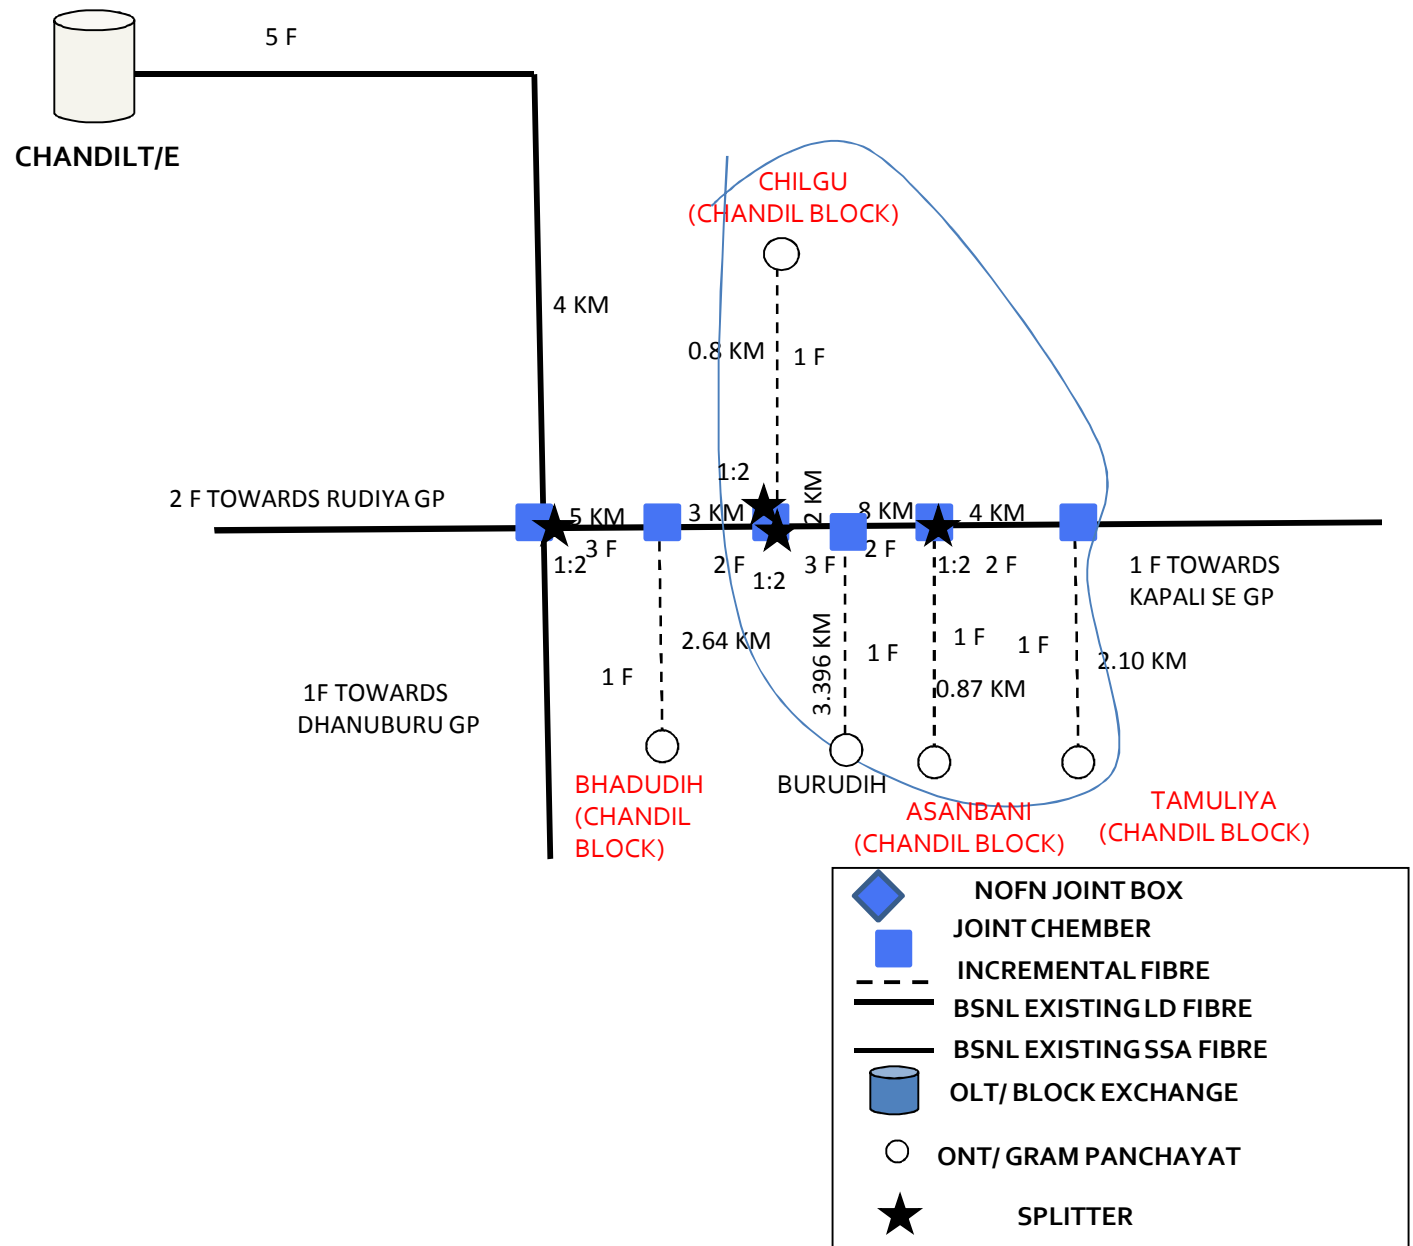 5 F
CHANDILT/E
CHILGU
(CHANDIL BLOCK)
4 KM
0.8 KM
1 F
1:2
2 F TOWARDS RUDIYA GP
5 KM
3 KM
2 KM
8 KM
4 KM
1:2
3 F
2 F
1:2
3 F
2 F
1:2
2 F
1 F TOWARDS
KAPALI SE GP
2.64 KM
1 F
3.396 KM
1 F
1 F
0.87 KM
1 F
2.10 KM
1F TOWARDS
DHANUBURU GP
BHADUDIH
(CHANDIL
BLOCK)
BURUDIH
ASANBANI
(CHANDIL BLOCK)
TAMULIYA
(CHANDIL BLOCK)
NOFN JOINT BOX
JOINT CHEMBER
INCREMENTAL FIBRE
BSNL EXISTING LD FIBRE
BSNL EXISTING SSA FIBRE
OLT/ BLOCK EXCHANGE
ONT/ GRAM PANCHAYAT
SPLITTER